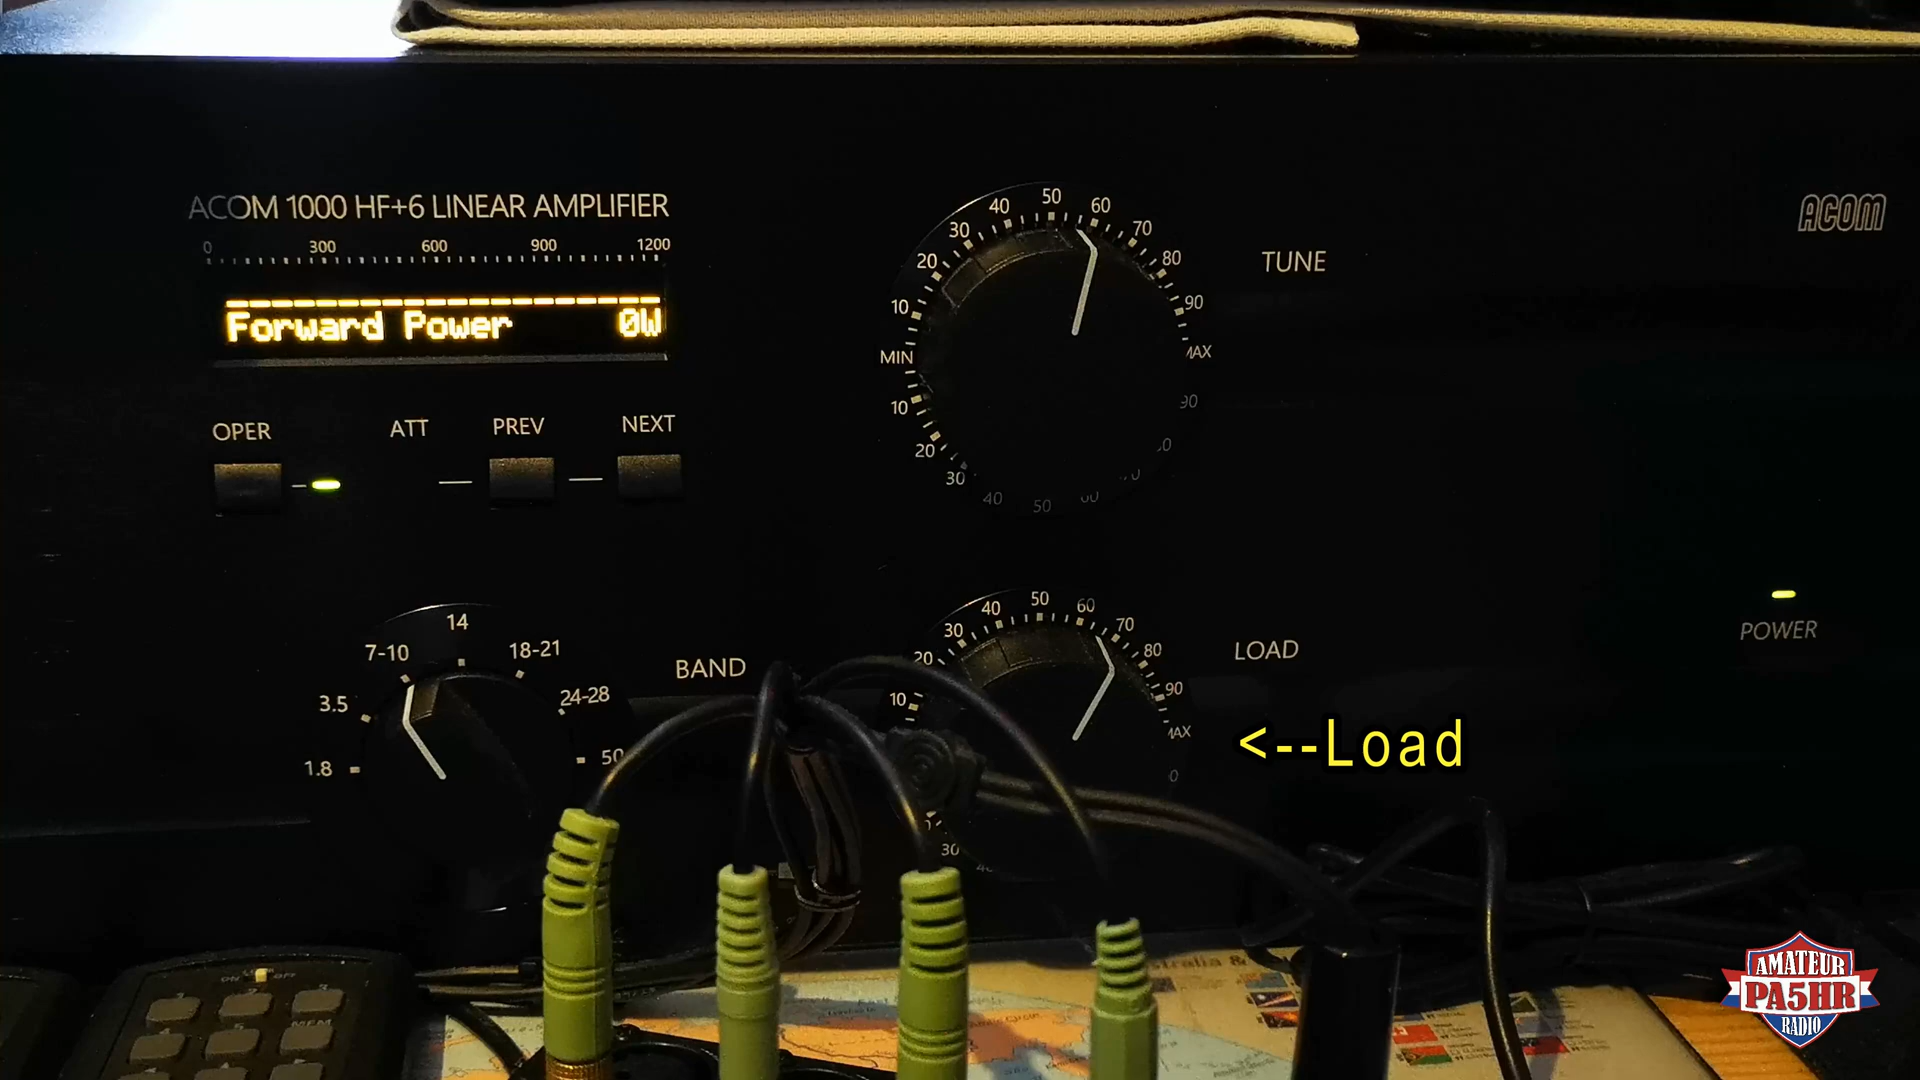 ACOM 1000 HF+6 LINEAR AMPLIFIER
0 300 600 900 1200
Forward Power 0W
OPER ATT PREV NEXT
MIN 10 20 30 40 50 60 70 80 90
10 20 30 40 50 60
90
TUNE
ACOM
BAND
1.8 3.5 7-10 14 18-21 24-28 50
10 20 30 40 50 60 70 80 90
30
LOAD
<--Load
POWER
AMATEUR
PA5HR
RADIO